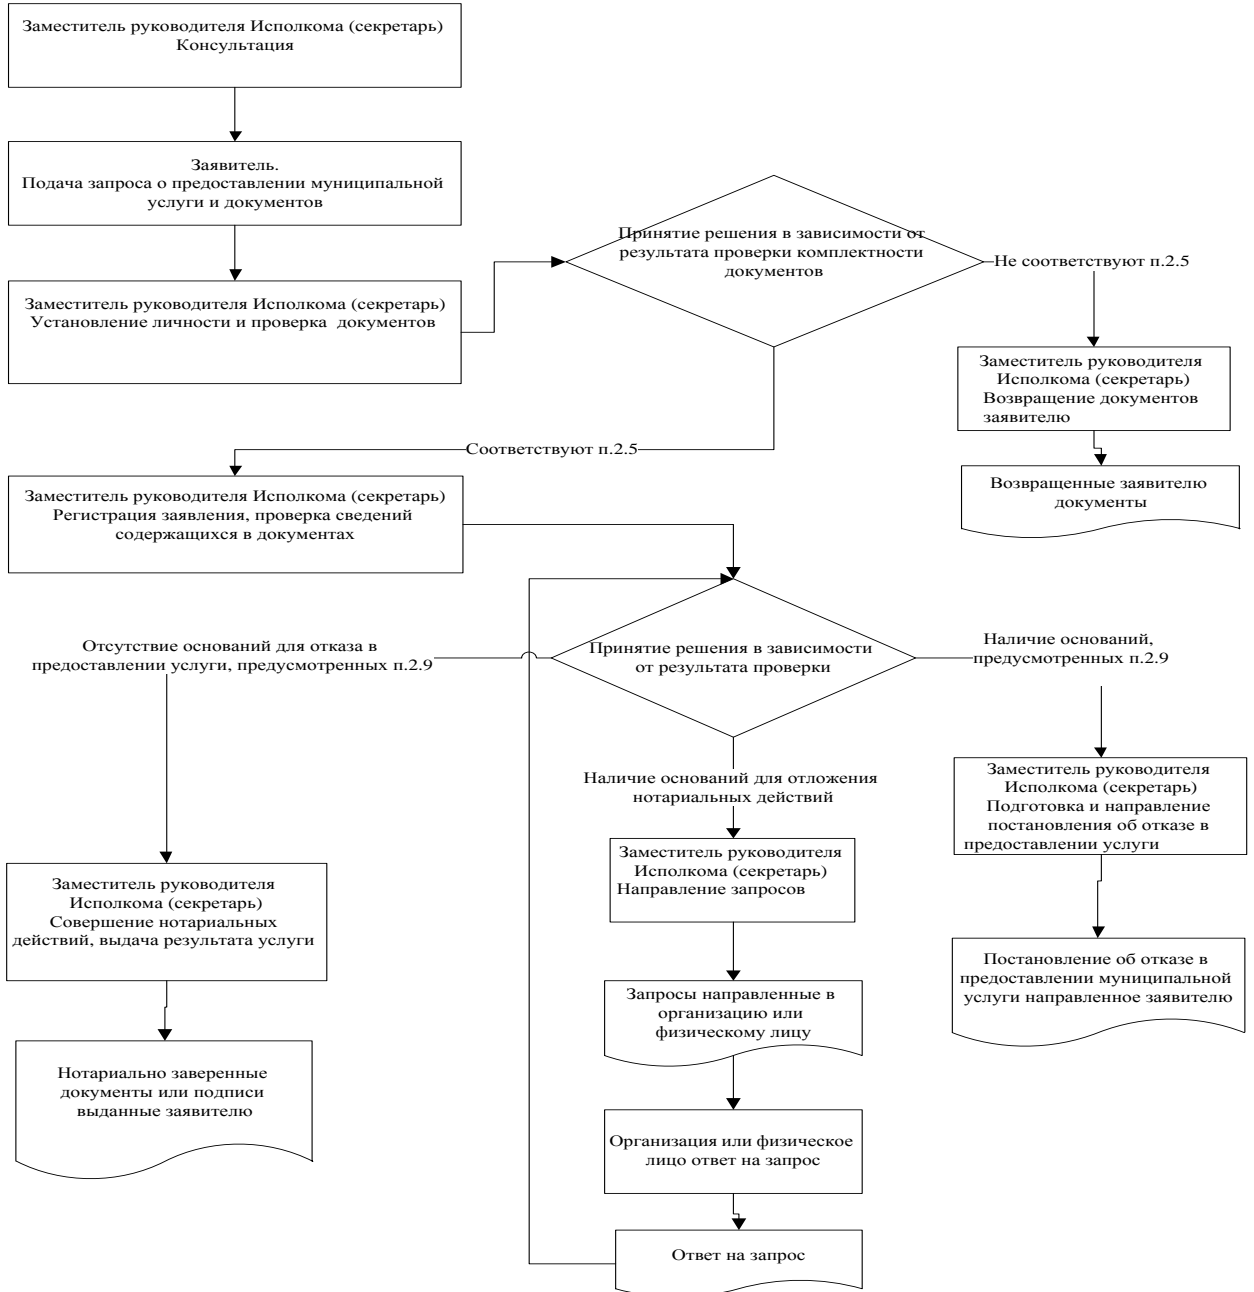 Заместитель руководителя Исполкома (секретарь)
Консультация
Заявитель.
Подача запроса о предоставлении муниципальной
услуги и документов
Заместитель руководителя Исполкома (секретарь)
Установление личности и проверка документов
Принятие решения в зависимости от
результата проверки комплектности
документов
Не соответствуют п.2.5
Заместитель руководителя
Исполкома (секретарь)
Возвращение документов
заявителю
Возвращенные заявителю
документы
Соответствуют п.2.5
Заместитель руководителя Исполкома (секретарь)
Регистрация заявления, проверка сведений
содержащихся в документах
Принятие решения в зависимости
от результата проверки
Отсутствие оснований для отказа в
предоставлении услуги, предусмотренных п.2.9
Наличие оснований,
предусмотренных п.2.9
Наличие оснований для отложения
нотариальных действий
Заместитель руководителя
Исполкома (секретарь)
Совершение нотариальных
действий, выдача результата услуги
Нотариально заверенные
документы или подписи
выданные заявителю
Заместитель руководителя
Исполкома (секретарь)
Направление запросов
Запросы направленные в
организацию или
физическому лицу
Организация или физическое
лицо ответ на запрос
Ответ на запрос
Заместитель руководителя
Исполкома (секретарь)
Подготовка и направление
постановления об отказе в
предоставлении услуги
Постановление об отказе в
предоставлении муниципальной
услуги направленное заявителю